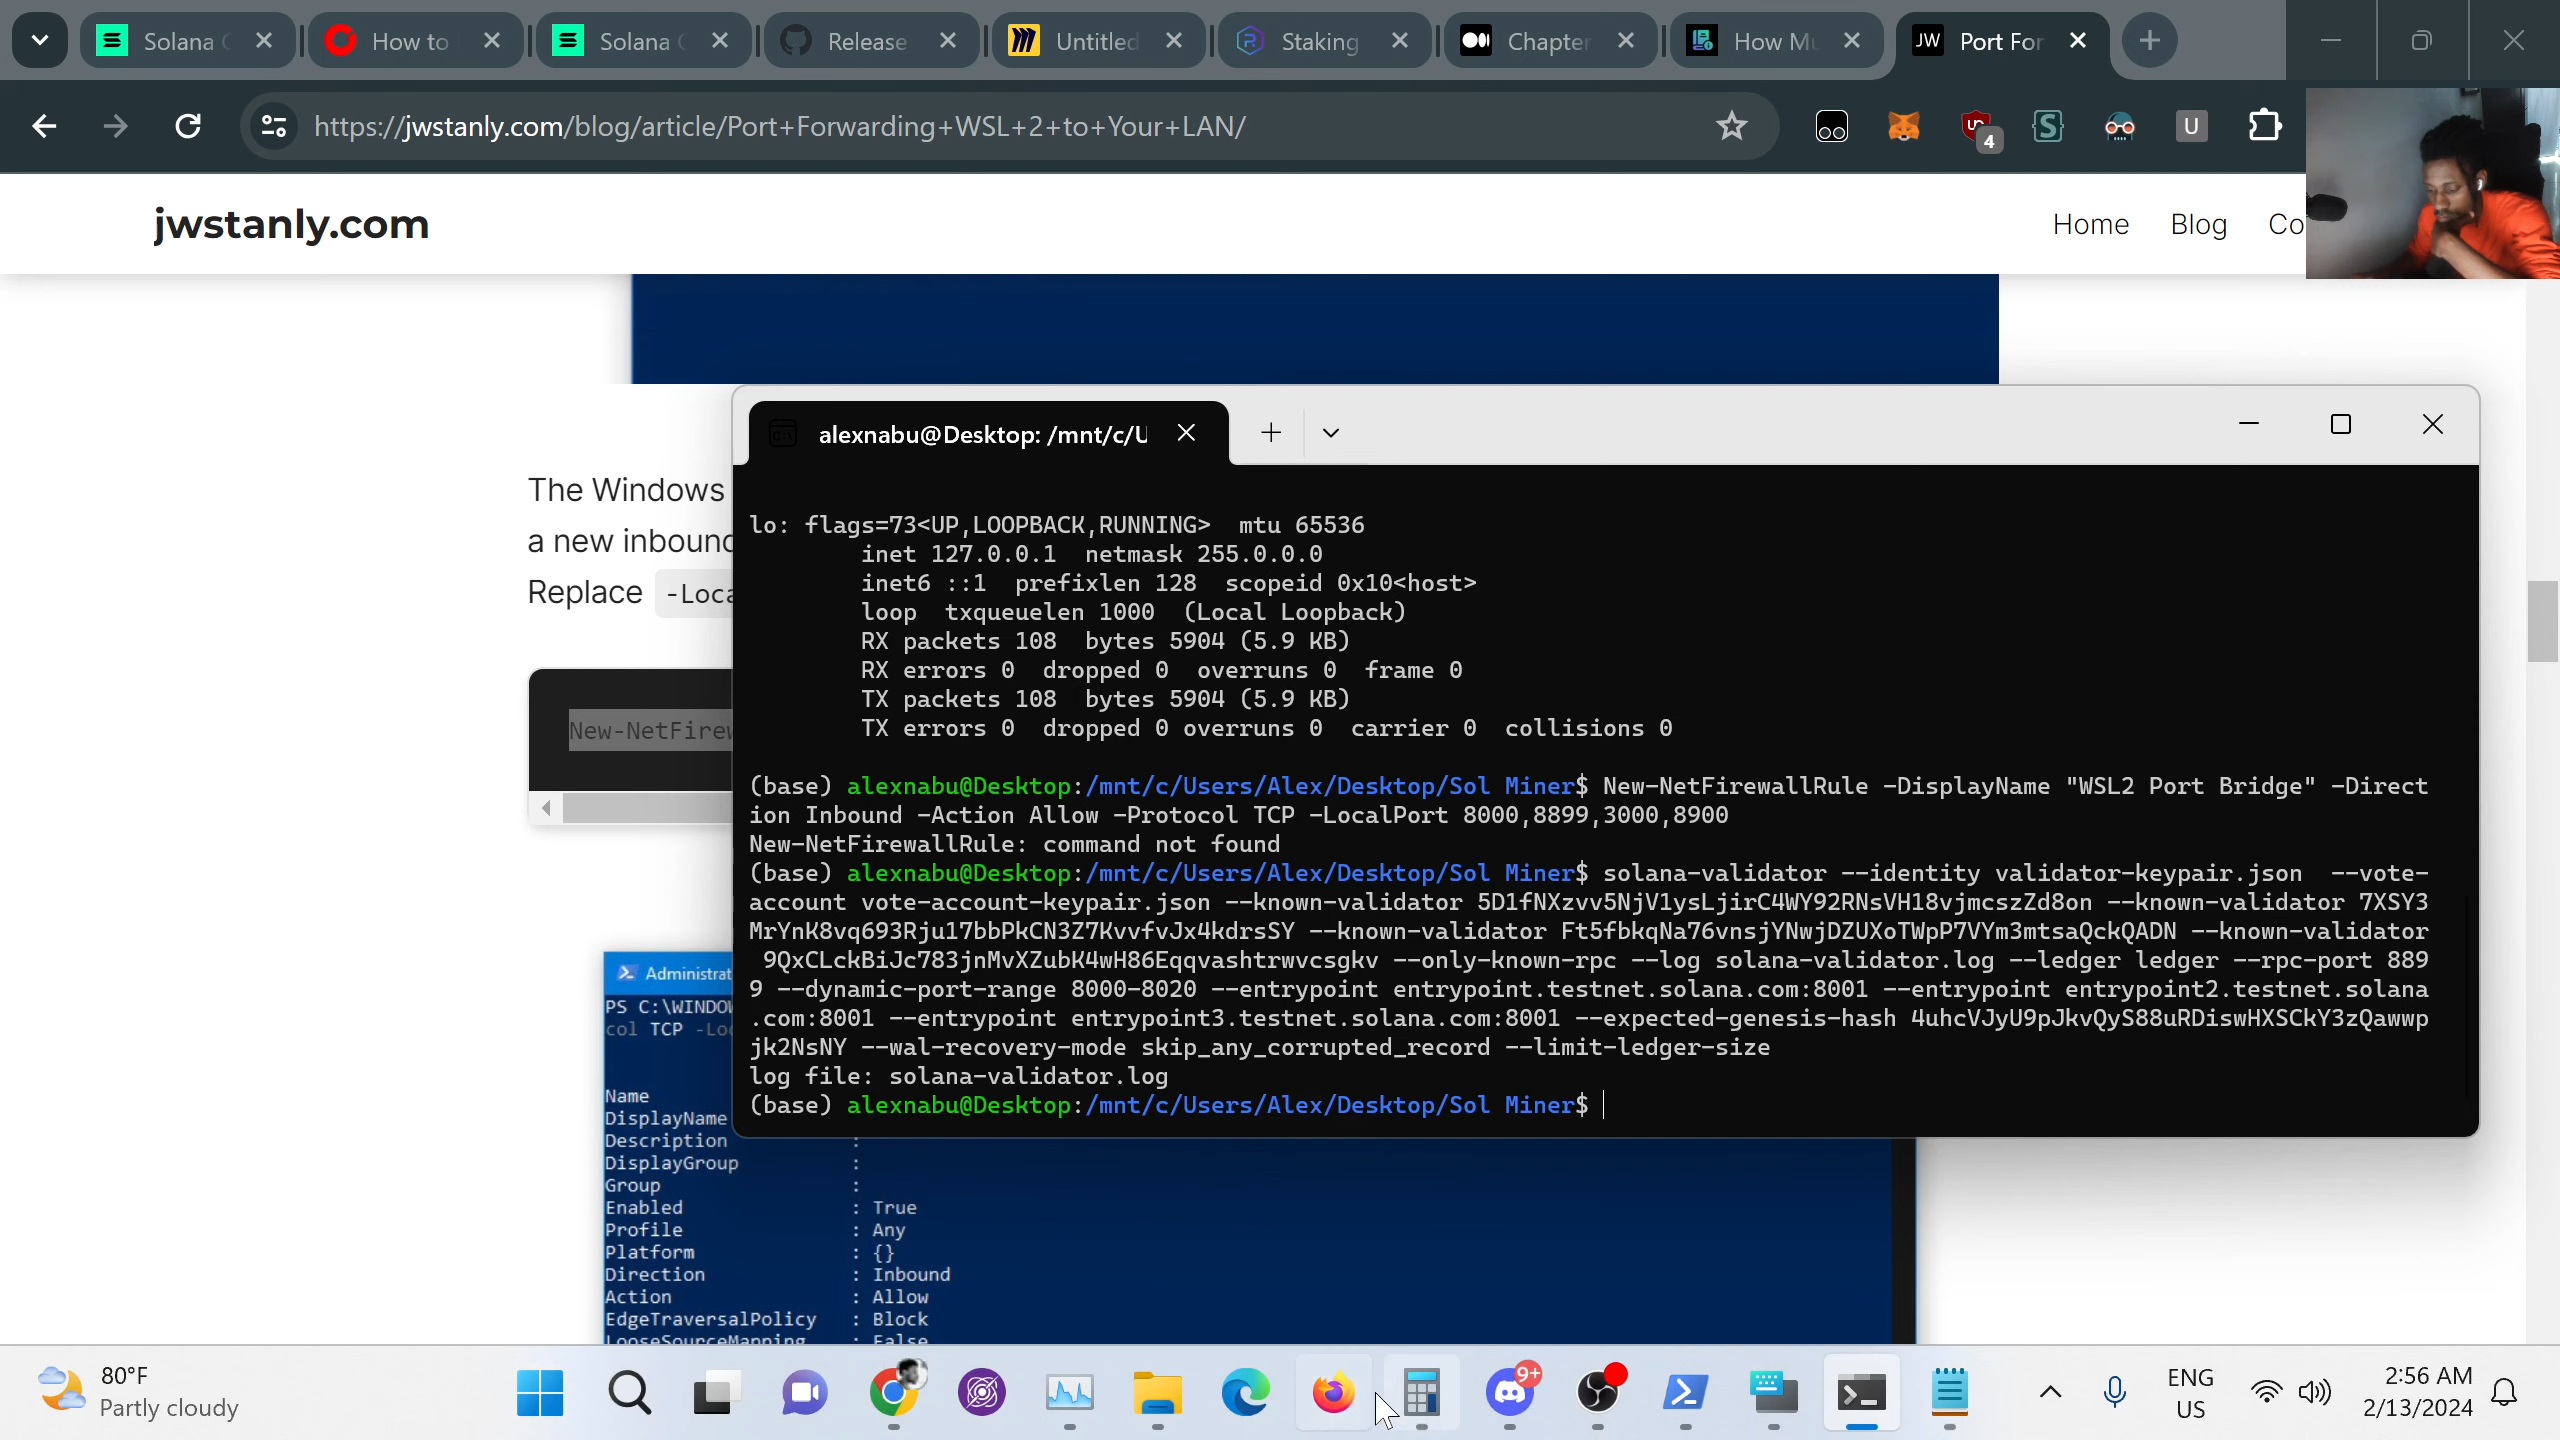 Solana
How to
Solana
Release
Untitled
Staking
Chapter
How Mu
JW
Port For
https://jwstanly.com/blog/article/Port+Forwarding+WSL+2+to+Your+LAN/
4
U
jwstanly.com
Home
Blog
Co
The Windows
a new inbound
Replace -Loca
New-NetFirew
alexnabu@Desktop: /mnt/c/U
lo: flags=73<UP,LOOPBACK,RUNNING>  mtu 65536
inet 127.0.0.1  netmask 255.0.0.0
inet6 ::1  prefixlen 128  scopeid 0x10<host>
loop  txqueuelen 1000  (Local Loopback)
RX packets 108  bytes 5904 (5.9 KB)
RX errors 0  dropped 0  overruns 0  frame 0
TX packets 108  bytes 5904 (5.9 KB)
TX errors 0  dropped 0 overruns 0  carrier 0  collisions 0
(base) alexnabu@Desktop:/mnt/c/Users/Alex/Desktop/Sol Miner$ New-NetFirewallRule -DisplayName "WSL2 Port Bridge" -Direct
ion Inbound -Action Allow -Protocol TCP -LocalPort 8000,8899,3000,8900
New-NetFirewallRule: command not found
(base) alexnabu@Desktop:/mnt/c/Users/Alex/Desktop/Sol Miner$ solana-validator --identity validator-keypair.json  --vote-
account vote-account-keypair.json --known-validator 5D1fNXzvv5NjV1ysLjirC4WY92RNsVH18vjmcszZd8on --known-validator 7XSY3
MrYnK8vq693Rju17bbPkCN3Z7KvvfvJx4kdrsSY --known-validator Ft5fbkqNa76vnsjYNwjDZUXoTWpP7VYm3mtsaQckQADN --known-validator
9QxCLckBiJc783jnMvXZubK4wH86Eqqvashtrwvcsgkv --only-known-rpc --log solana-validator.log --ledger ledger --rpc-port 889
9 --dynamic-port-range 8000-8020 --entrypoint entrypoint.testnet.solana.com:8001 --entrypoint entrypoint2.testnet.solana
.com:8001 --entrypoint entrypoint3.testnet.solana.com:8001 --expected-genesis-hash 4uhcVJyU9pJkvQyS88uRDiswHXSCkY3zQawwp
jk2NsNY --wal-recovery-mode skip_any_corrupted_record --limit-ledger-size
log file: solana-validator.log
(base) alexnabu@Desktop:/mnt/c/Users/Alex/Desktop/Sol Miner$
Administrat
PS C:\WINDOW
col TCP -Loc
Name
DisplayName
Description :
DisplayGroup :
Group :
Enabled : True
Profile : Any
Platform : {}
Direction : Inbound
Action : Allow
EdgeTraversalPolicy : Block
LooseSourceMapping : False
80°F
Partly cloudy
9+
ENG
US
2:56 AM
2/13/2024